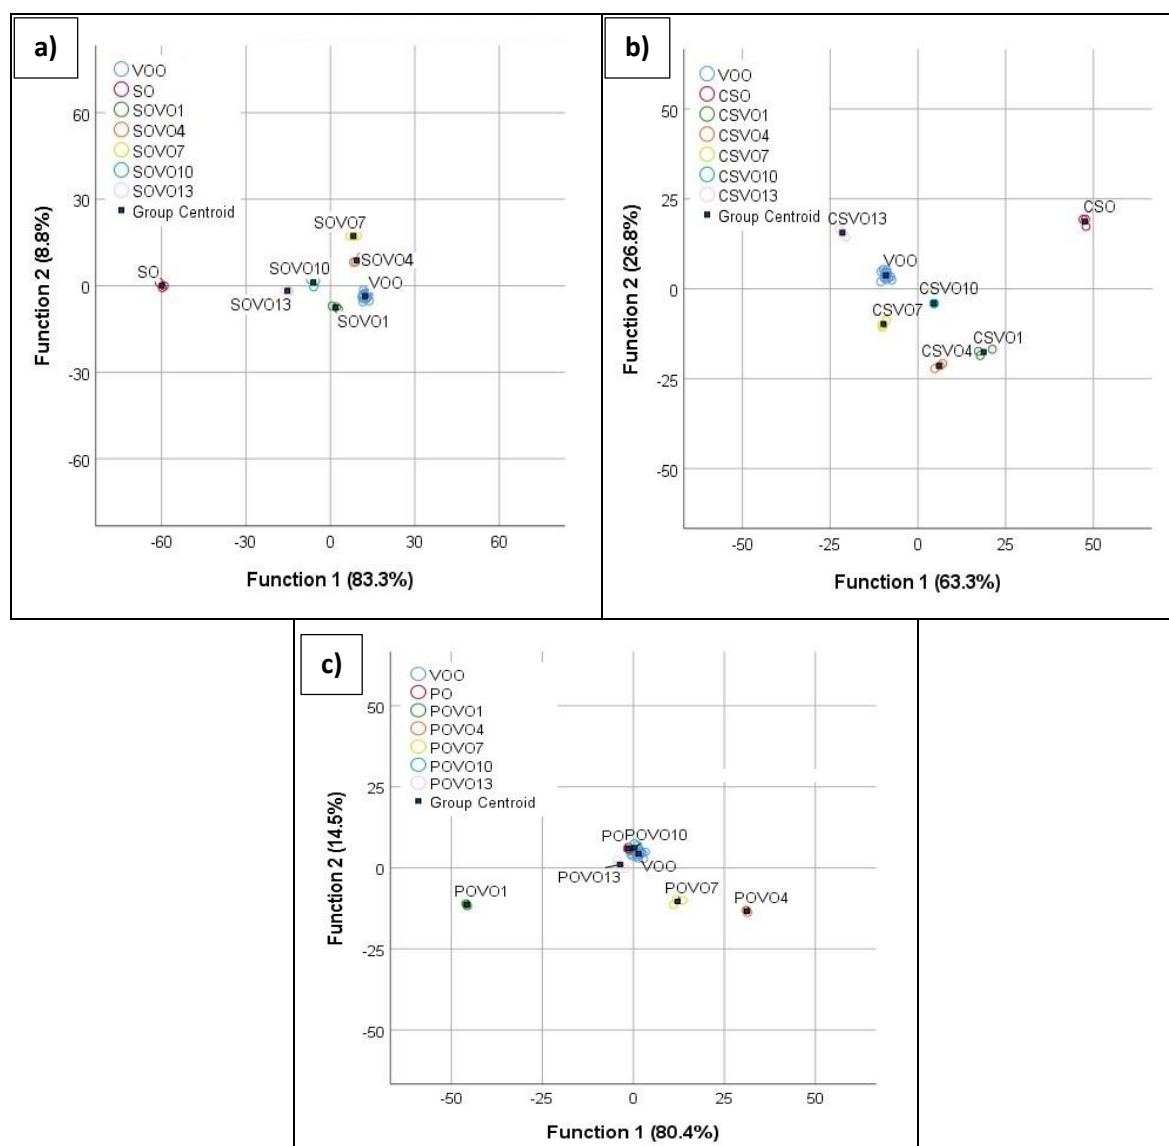 a)
VOO
SO
SOVO1
SOVO4
SOVO7
SOVO10
SOVO13
Group Centroid
60
30
0
-30
-60
Function 2 (8.8%)
SOVO7
SOVO4
SO
SOVO10
VOO
SOVO13
SOVO1
-60 -30 0 30 60
Function 1 (83.3%)
b)
VOO
CSO
CSVO1
CSVO4
CSVO7
CSVO10
CSVO13
Group Centroid
50
25
0
-25
-50
Function 2 (26.8%)
CSVO13
CSO
VOO
CSVO10
CSVO7
CSVO1
CSVO4
-50 -25 0 25 50
Function 1 (63.3%)
c)
VOO
PO
POVO1
POVO4
POVO7
POVO10
POVO13
Group Centroid
50
25
0
-25
-50
Function 2 (14.5%)
PO POVO10
VOO
POVO13
POVO1
POVO7
POVO4
-50 -25 0 25 50
Function 1 (80.4%)